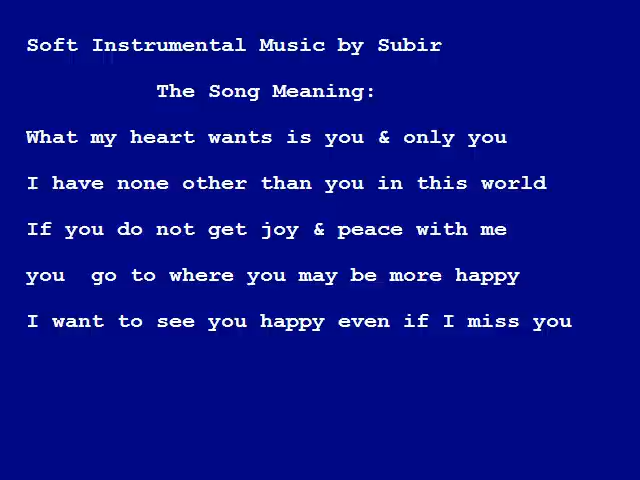 Soft Instrumental Music by Subir
The Song Meaning:
What my heart wants is you & only you
I have none other than you in this world
If you do not get joy & peace with me
you  go to where you may be more happy
I want to see you happy even if I miss you